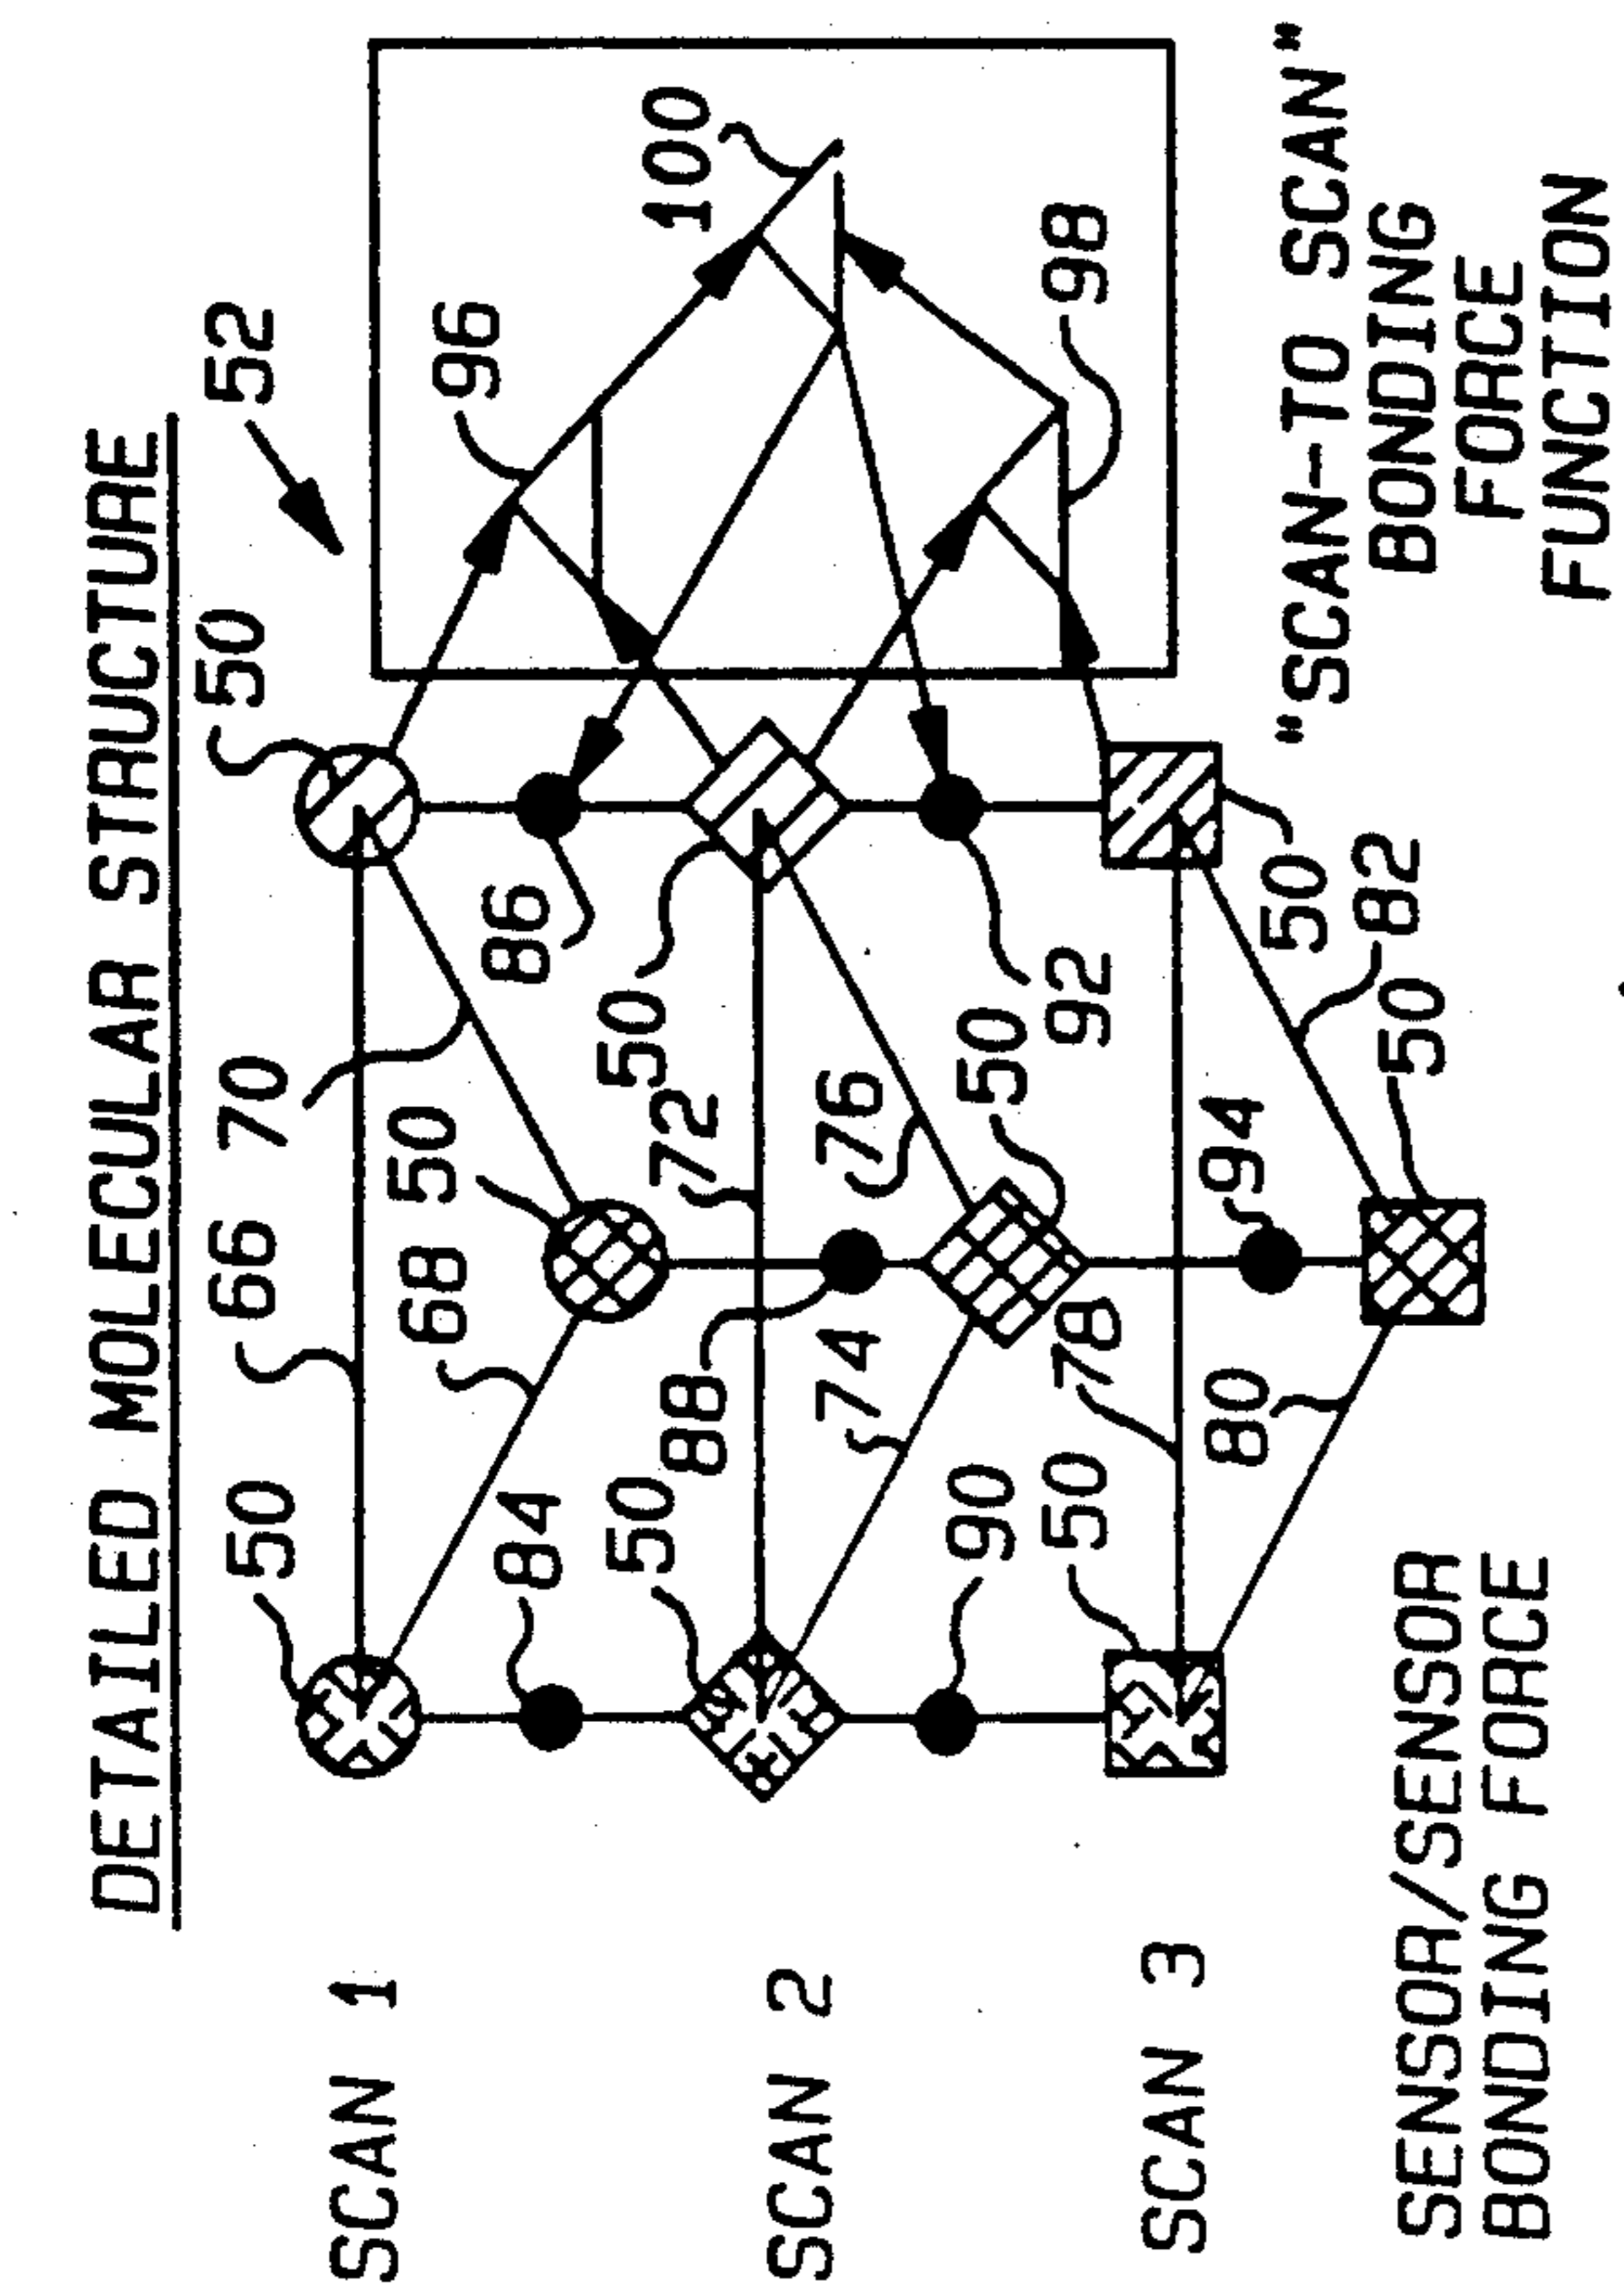 DETAILED MOLECULAR STRUCTURE
50 66 70 50 52
SCAN 1
68 50 96
84 86
50 50
88 72 100
SCAN 2
74 76
90 50
50 78 92 98
SCAN 3
80 94
50
82
50
SENSOR/SENSOR
BONDING FORCE
"SCAN-TO SCAN"
BONDING
FORCE
FUNCTION